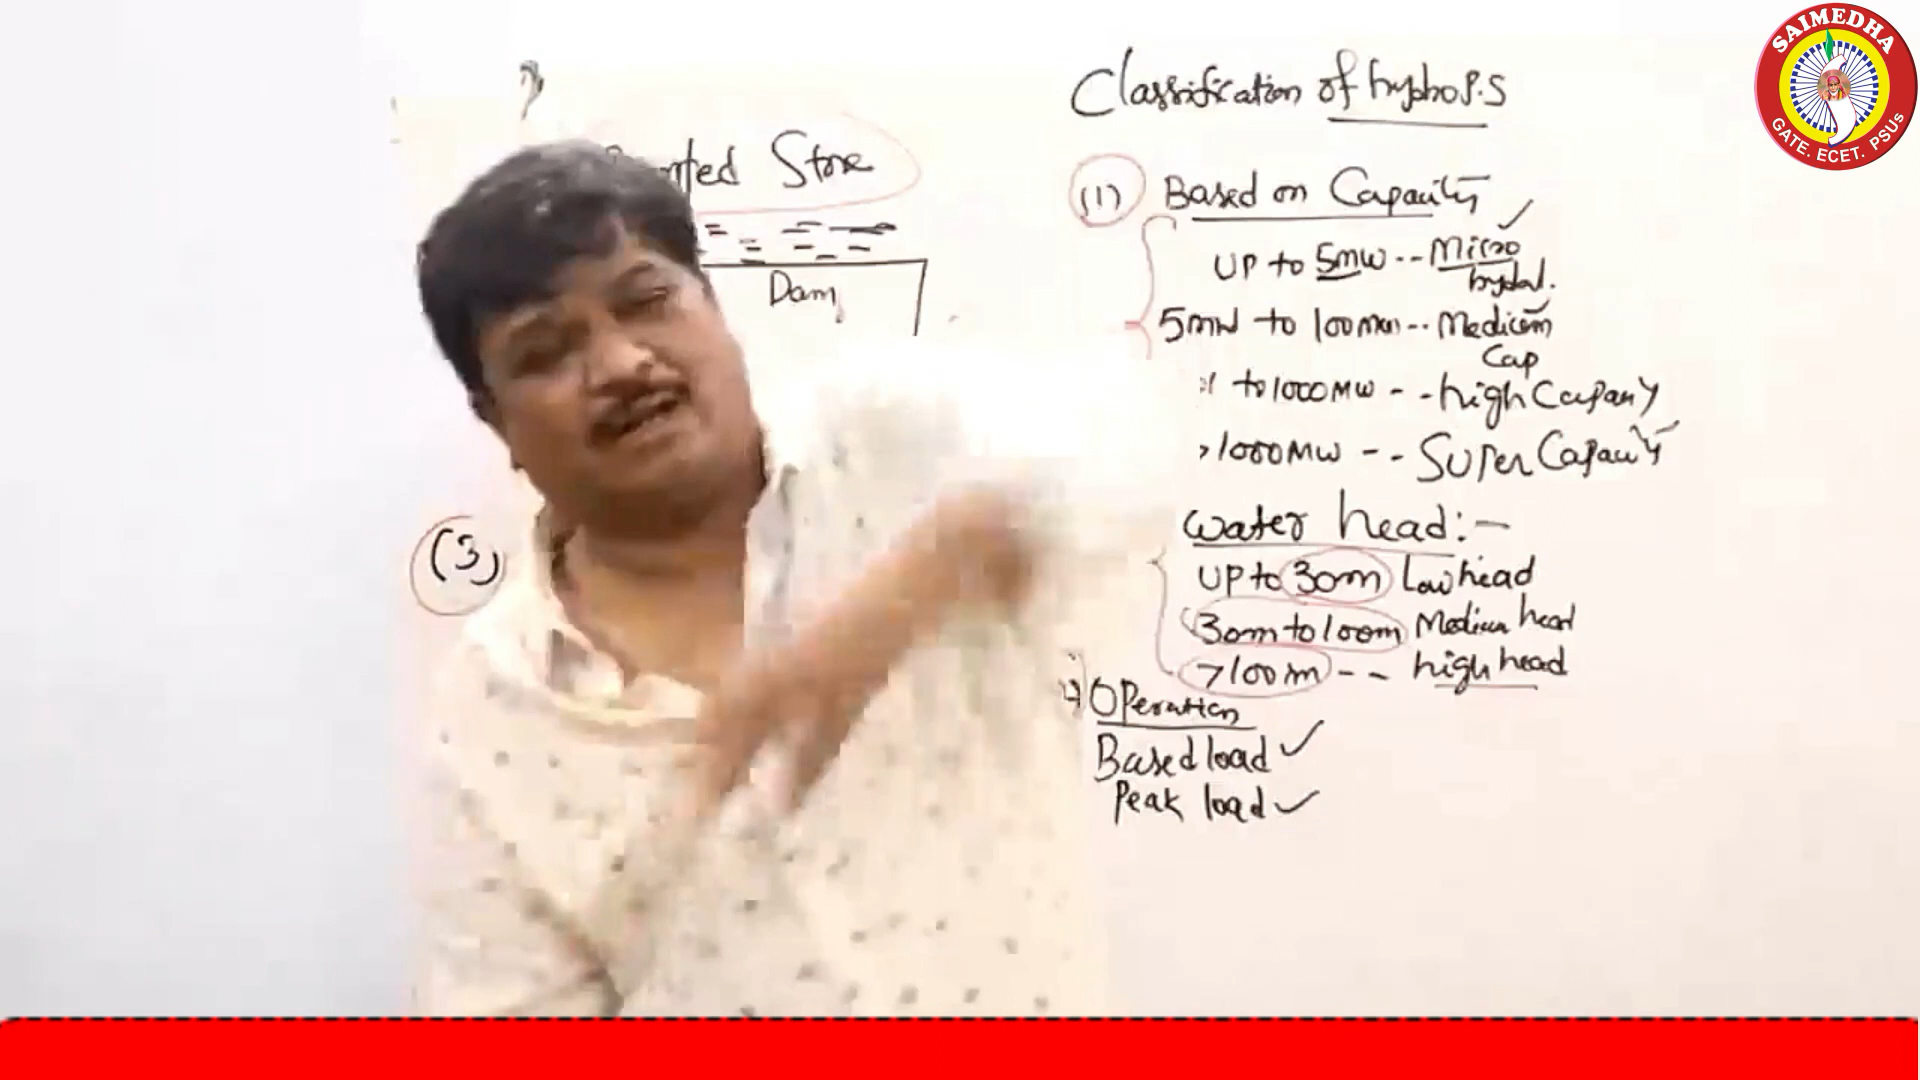 Store
Dam
(3)
Classification of hydro P.S
(1) Based on Capacity
UP to 5MW -- Micro
hydal.
5MW to 100MW -- Medium
Cap
to 1000MW -- high Capacity
>1000MW -- Super Capacity
water head:-
UP to 30m Low head
30m to 100m Medium head
>100m -- high head
Operation
Based load ✓
Peak load ✓
SAIMEDHA
GATE. ECET. PSUs